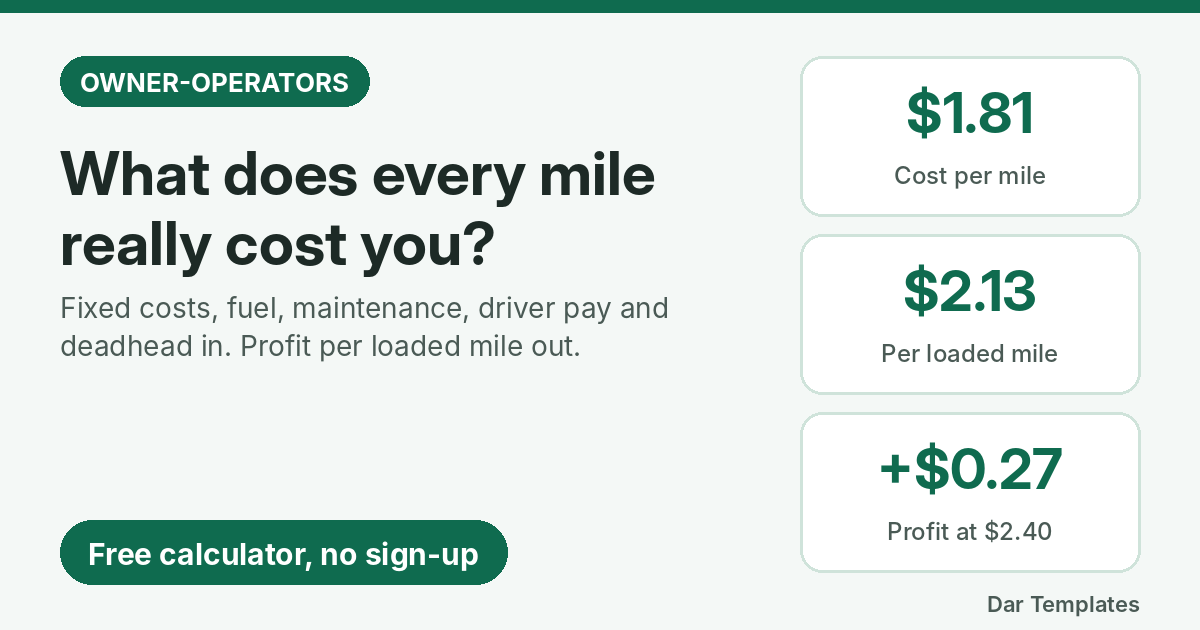 OWNER-OPERATORS
What does every mile
really cost you?
Fixed costs, fuel, maintenance, driver pay and
deadhead in. Profit per loaded mile out.
Free calculator, no sign-up
$1.81
Cost per mile
$2.13
Per loaded mile
+$0.27
Profit at $2.40
Dar Templates